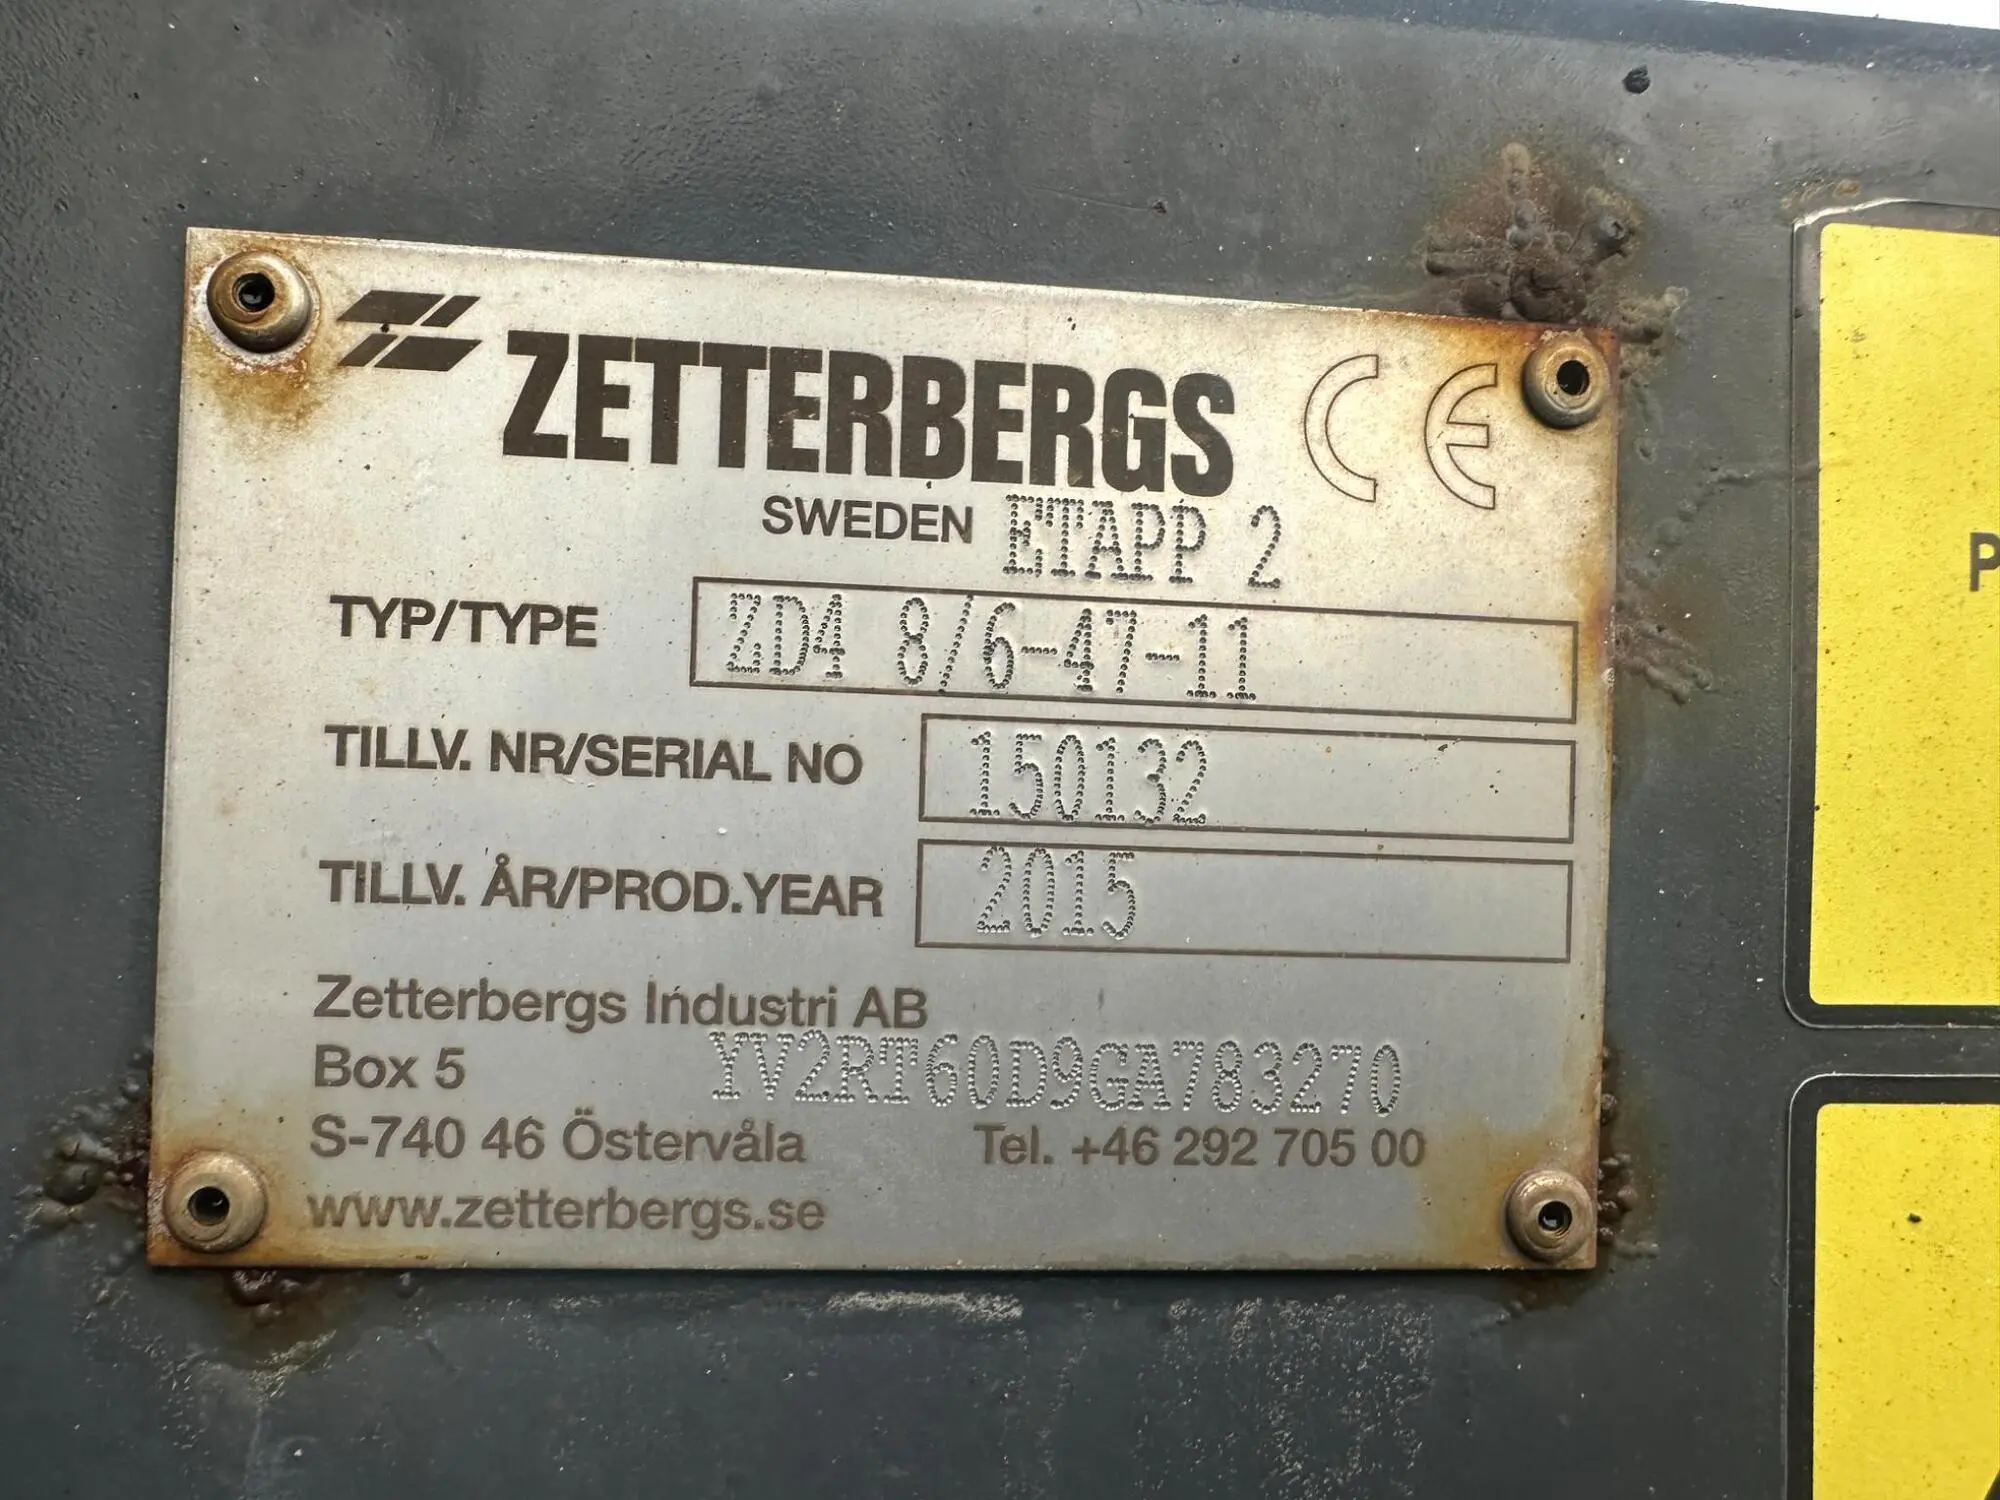 ZETTERBERGS CE
SWEDEN ETAPP 2
TYP/TYPE ZD4 8/6-47-11
TILLV. NR/SERIAL NO 150132
TILLV. ÅR/PROD.YEAR 2015
Zetterbergs Industri AB
Box 5 YV2RT60D9GA783270
S-740 46 Östervåla Tel. +46 292 705 00
www.zetterbergs.se
P